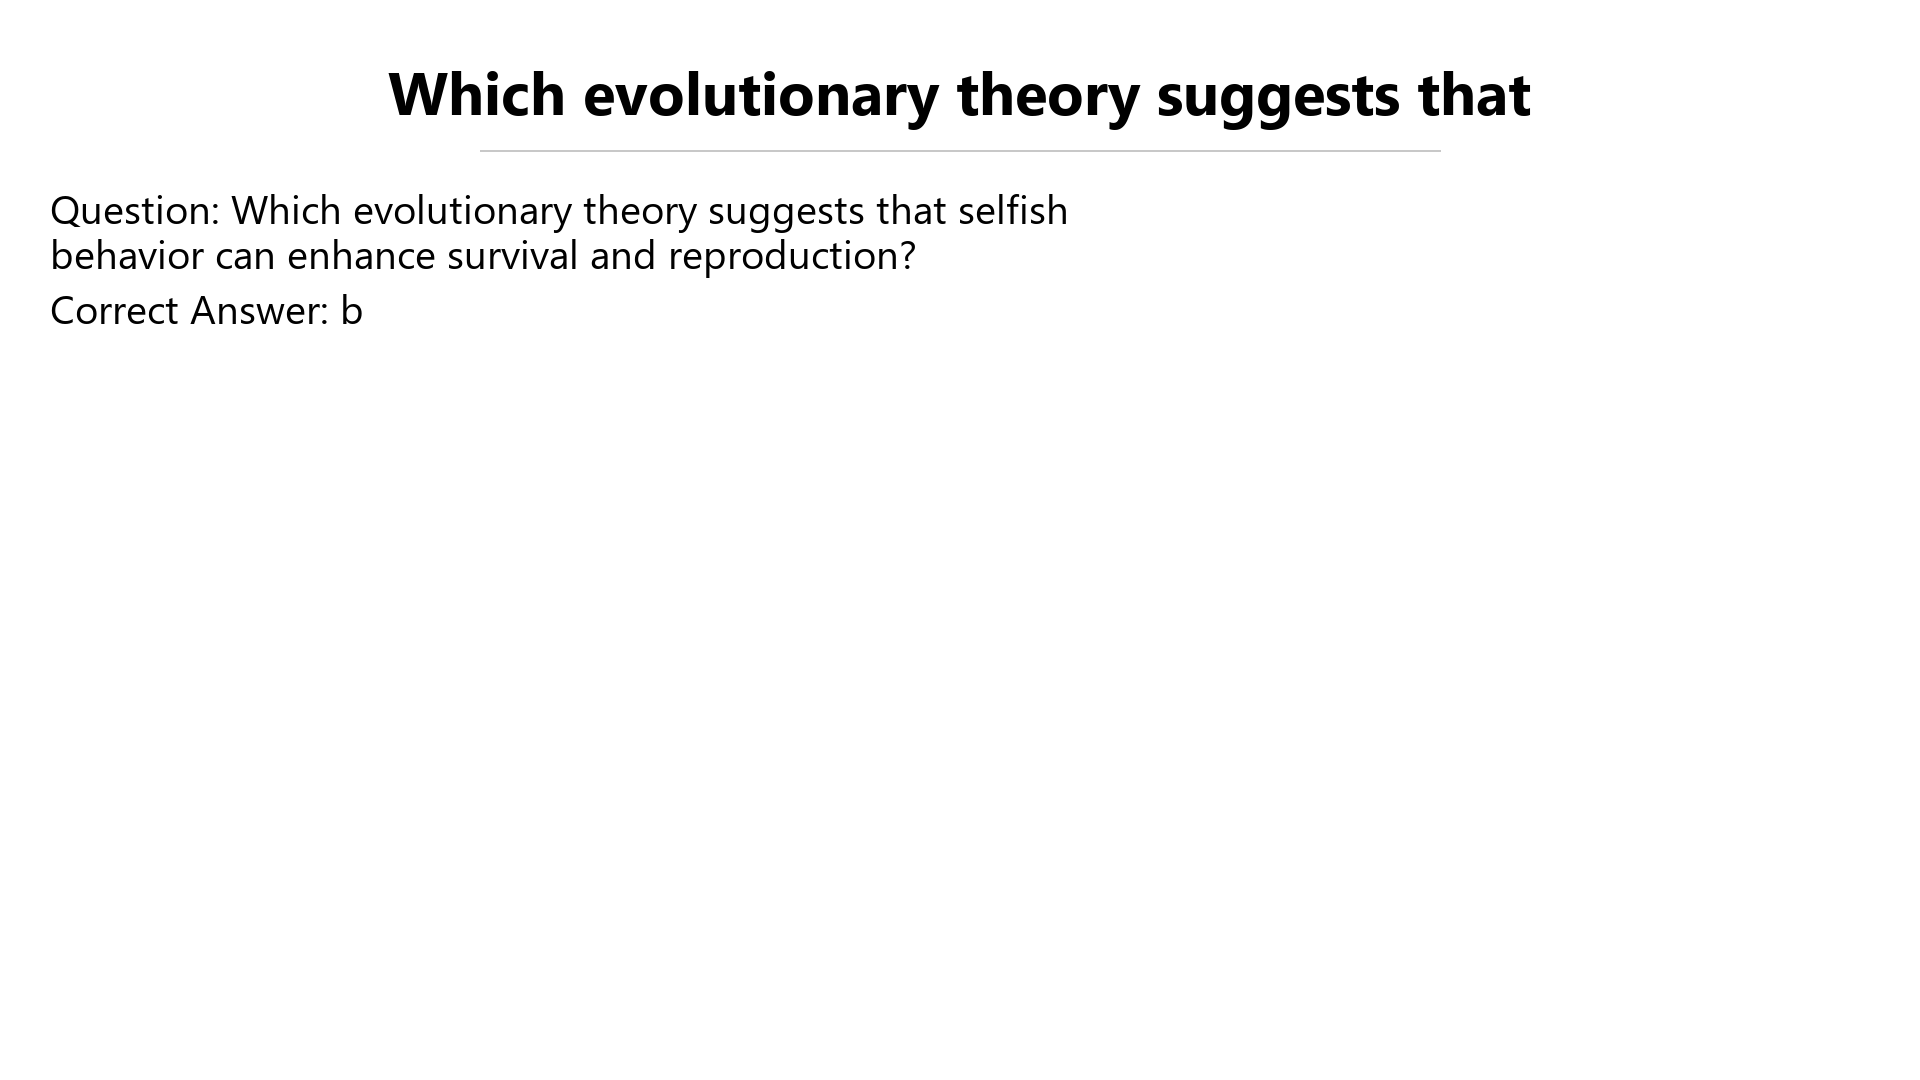 Which evolutionary theory suggests that
Question: Which evolutionary theory suggests that selfish
behavior can enhance survival and reproduction?
Correct Answer: b